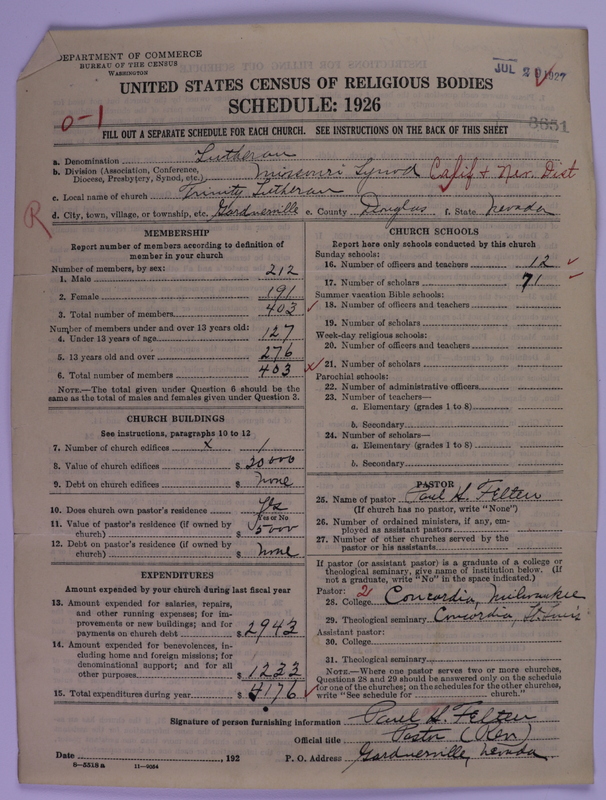 DEPARTMENT OF COMMERCE
BUREAU OF THE CENSUS
WASHINGTON
JUL 29 1927
UNITED STATES CENSUS OF RELIGIOUS BODIES
SCHEDULE: 1926
0-1
FILL OUT A SEPARATE SCHEDULE FOR EACH CHURCH. SEE INSTRUCTIONS ON THE BACK OF THIS SHEET
a. Denomination Lutheran
b. Division (Association, Conference, Diocese, Presbytery, Synod, etc.) Missouri Synod Calif + Nev. Dist
c. Local name of church Trinity Lutheran
R
d. City, town, village, or township, etc. Gardnerville e. County Douglas f. State Nevada
MEMBERSHIP
Report number of members according to definition of
member in your church
Number of members, by sex:
1. Male 212
2. Female 191
3. Total number of members 403
Number of members under and over 13 years old:
4. Under 13 years of age 127
5. 13 years old and over 276
6. Total number of members 403
NOTE.—The total given under Question 6 should be
same as the total of males and females given under Question 3.
CHURCH BUILDINGS
See instructions, paragraphs 10 to 12
7. Number of church edifices x 1
8. Value of church edifices $ 20000
9. Debt on church edifices $ None
10. Does church own pastor's residence Yes
Yes or No
11. Value of pastor's residence (if owned by
church) $ 5000
12. Debt on pastor's residence (if owned by
church) $ None
EXPENDITURES
Amount expended by your church during last fiscal year
13. Amount expended for salaries, repairs,
and other running expenses; for im-
provements or new buildings; and for
payments on church debt $ 2943
14. Amount expended for benevolences, in-
cluding home and foreign missions; for
denominational support; and for all
other purposes $ 1233
15. Total expenditures during year $ 4176
CHURCH SCHOOLS
Report here only schools conducted by this church
Sunday schools:
16. Number of officers and teachers 12
17. Number of scholars 71
Summer vacation Bible schools:
18. Number of officers and teachers
19. Number of scholars
Week-day religious schools:
20. Number of officers and teachers
21. Number of scholars
Parochial schools:
22. Number of administrative officers
23. Number of teachers—
a. Elementary (grades 1 to 8)
b. Secondary
24. Number of scholars—
a. Elementary (grades 1 to 8)
b. Secondary
PASTOR
25. Name of pastor Paul H. Felten
(If church has no pastor, write "None")
26. Number of ordained ministers, if any, em-
ployed as assistant pastors
27. Number of other churches served by the
pastor or his assistants
If pastor (or assistant pastor) is a graduate of a college or
theological seminary, give name of institution below. (If
not a graduate, write "No" in the space indicated.)
Pastor: 2
28. College Concordia, Milwaukee
29. Theological seminary Concordia, St. Louis
Assistant pastor:
30. College
31. Theological seminary
NOTE.—Where one pastor serves two or more churches,
Questions 28 and 29 should be answered only on the schedule
for one of the churches; on the schedules for the other churches,
write "See schedule for church."
Signature of person furnishing information Paul H. Felten
Official title Pastor (Rev)
Date , 192 P. O. Address Gardnerville, Nevada
8-5318a 11-9054